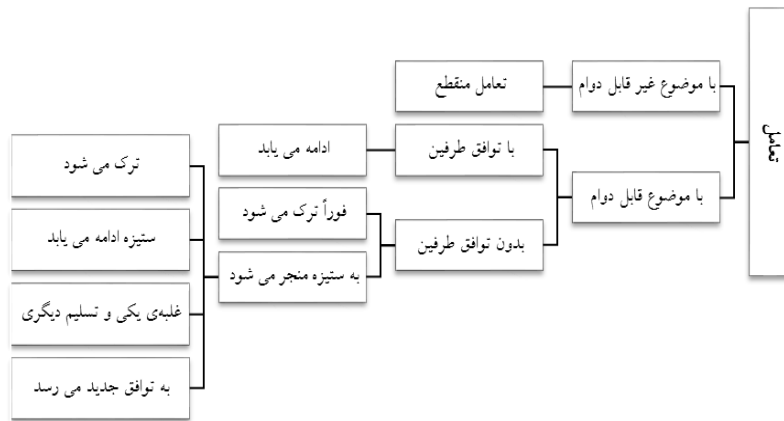 تعامل
با موضوع غیر قابل دوام
تعامل منقطع
با موضوع قابل دوام
با توافق طرفین
ادامه می یابد
بدون توافق طرفین
فوراً ترک می شود
به ستیزه منجر می شود
ترک می شود
ستیزه ادامه می یابد
غلبه‌ی یکی و تسلیم دیگری
به توافق جدید می رسد